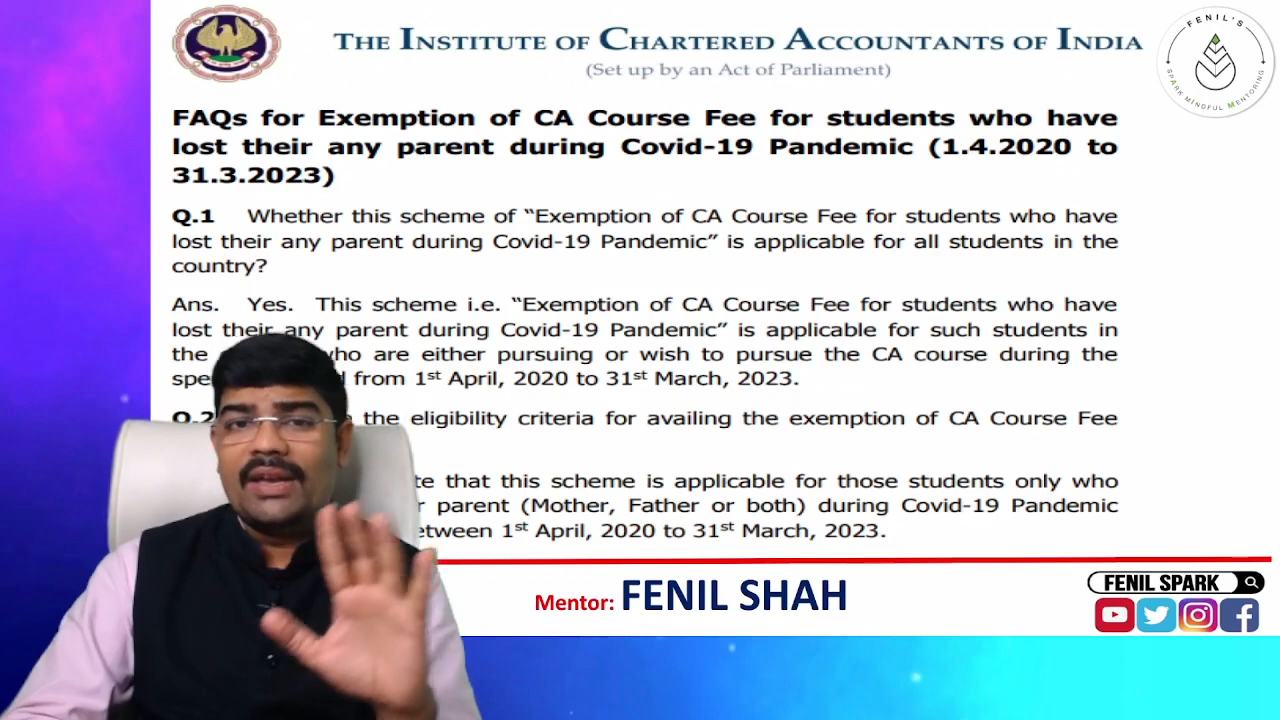 THE INSTITUTE OF CHARTERED ACCOUNTANTS OF INDIA
(Set up by an Act of Parliament)
FENIL'S
SPARK MINDFUL MENTORING
FAQs for Exemption of CA Course Fee for students who have
lost their any parent during Covid-19 Pandemic (1.4.2020 to
31.3.2023)
Q.1 Whether this scheme of “Exemption of CA Course Fee for students who have
lost their any parent during Covid-19 Pandemic” is applicable for all students in the
country?
Ans. Yes. This scheme i.e. “Exemption of CA Course Fee for students who have
lost their any parent during Covid-19 Pandemic” is applicable for such students in
the who are either pursuing or wish to pursue the CA course during the
from 1st April, 2020 to 31st March, 2023.
Q.2 the eligibility criteria for availing the exemption of CA Course Fee
that this scheme is applicable for those students only who
parent (Mother, Father or both) during Covid-19 Pandemic
between 1st April, 2020 to 31st March, 2023.
Mentor: FENIL SHAH
FENIL SPARK